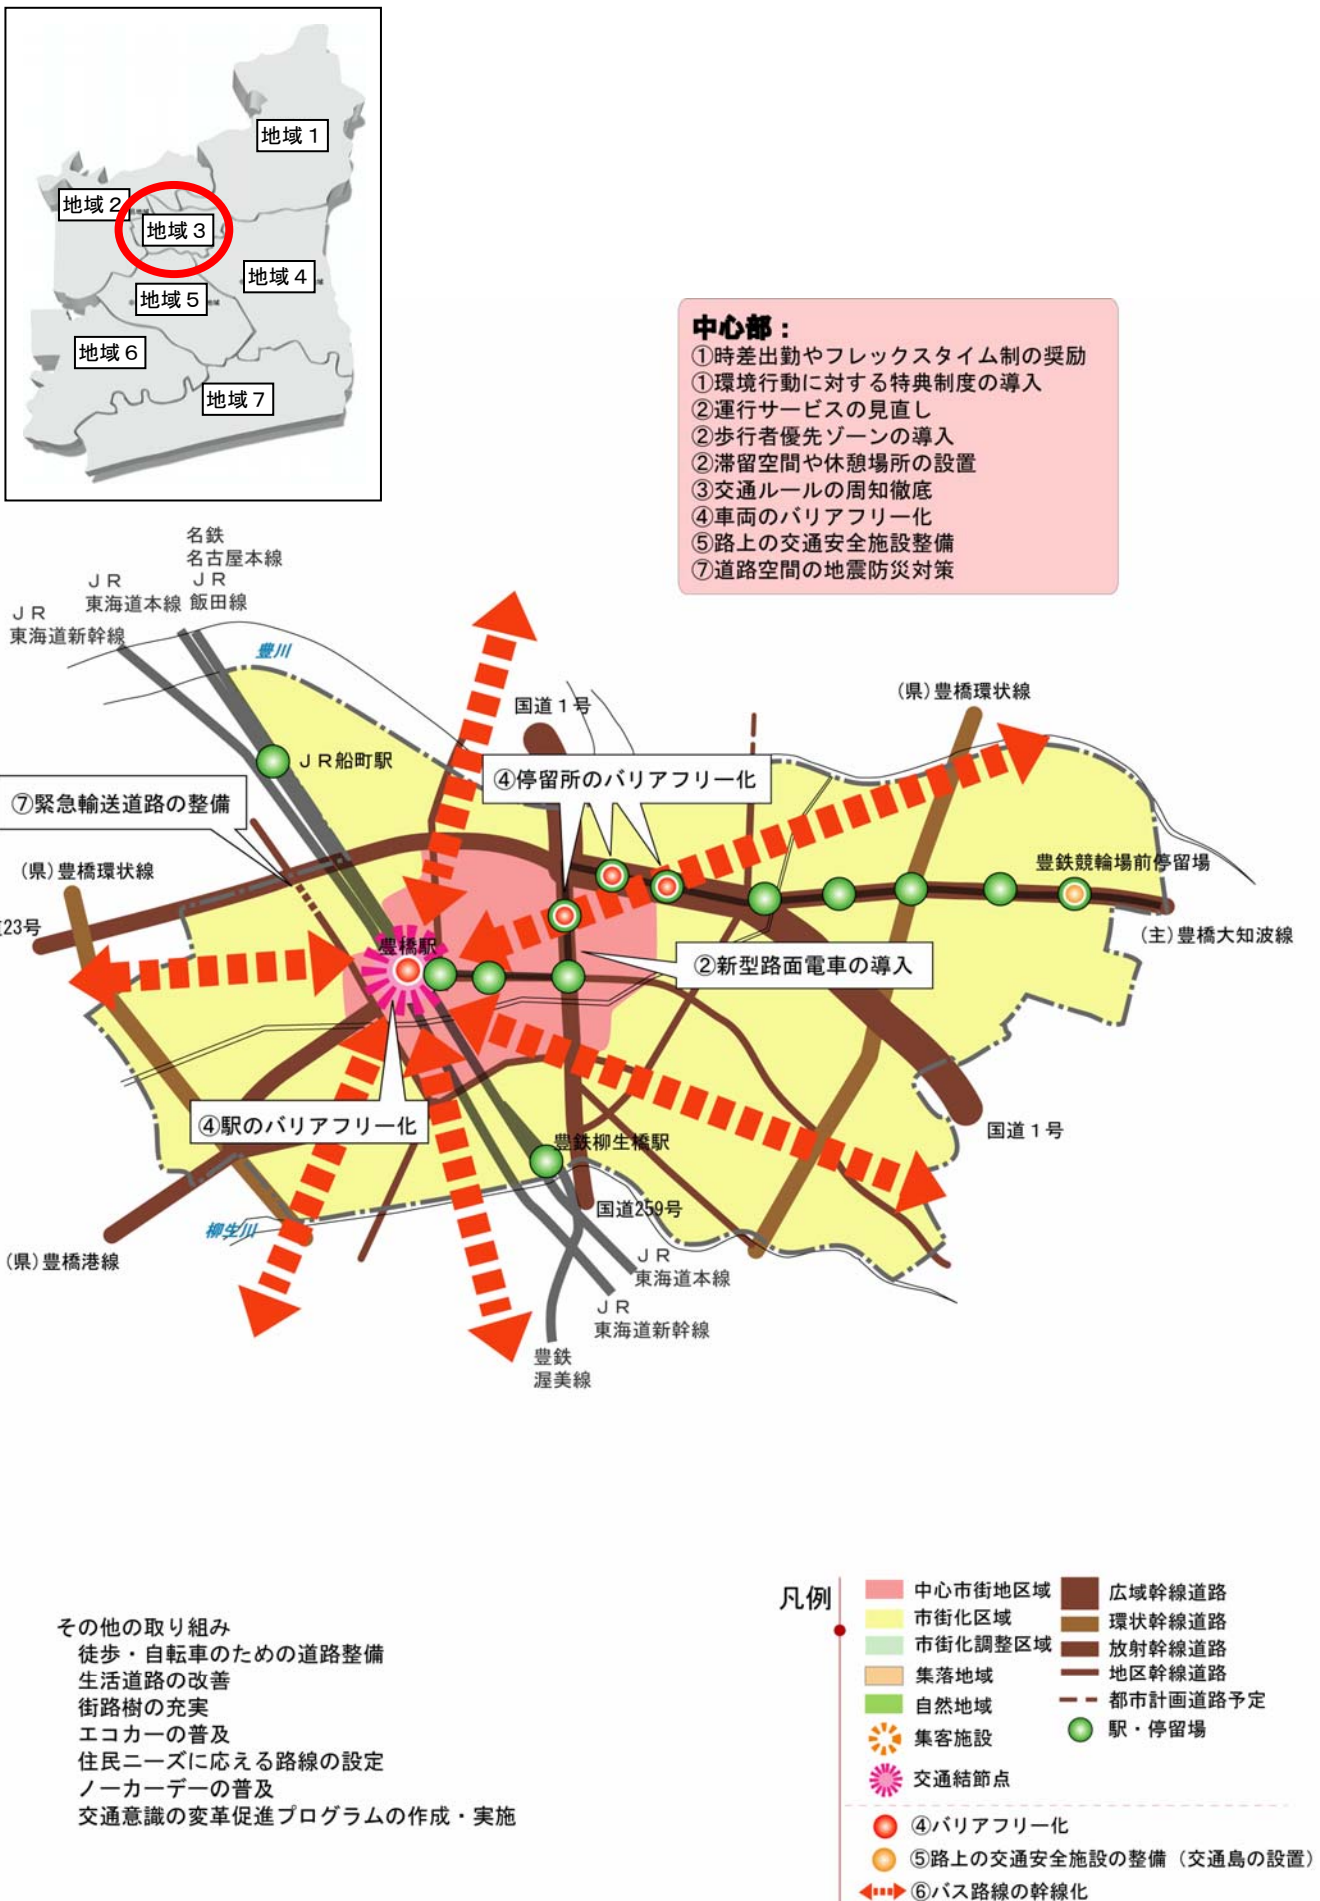 地域１
地域２
地域３
地域４
地域５
地域６
地域７
中心部：
①時差出勤やフレックスタイム制の奨励
①環境行動に対する特典制度の導入
②運行サービスの見直し
②歩行者優先ゾーンの導入
②滞留空間や休憩場所の設置
③交通ルールの周知徹底
④車両のバリアフリー化
⑤路上の交通安全施設整備
⑦道路空間の地震防災対策
名鉄
名古屋本線
ＪＲ
飯田線
ＪＲ
東海道本線
ＪＲ
東海道新幹線
豊川
国道１号
（県）豊橋環状線
ＪＲ船町駅
④停留所のバリアフリー化
⑦緊急輸送道路の整備
（県）豊橋環状線
豊鉄競輪場前停留場
道23号
（主）豊橋大知波線
豊橋駅
②新型路面電車の導入
④駅のバリアフリー化
豊鉄柳生橋駅
国道１号
国道259号
柳生川
（県）豊橋港線
ＪＲ
東海道本線
ＪＲ
東海道新幹線
豊鉄
渥美線
その他の取り組み
徒歩・自転車のための道路整備
生活道路の改善
街路樹の充実
エコカーの普及
住民ニーズに応える路線の設定
ノーカーデーの普及
交通意識の変革促進プログラムの作成・実施
凡例
中心市街地区域
市街化区域
市街化調整区域
集落地域
自然地域
集客施設
交通結節点
広域幹線道路
環状幹線道路
放射幹線道路
地区幹線道路
都市計画道路予定
駅・停留場
④バリアフリー化
⑤路上の交通安全施設の整備（交通島の設置）
⑥バス路線の幹線化